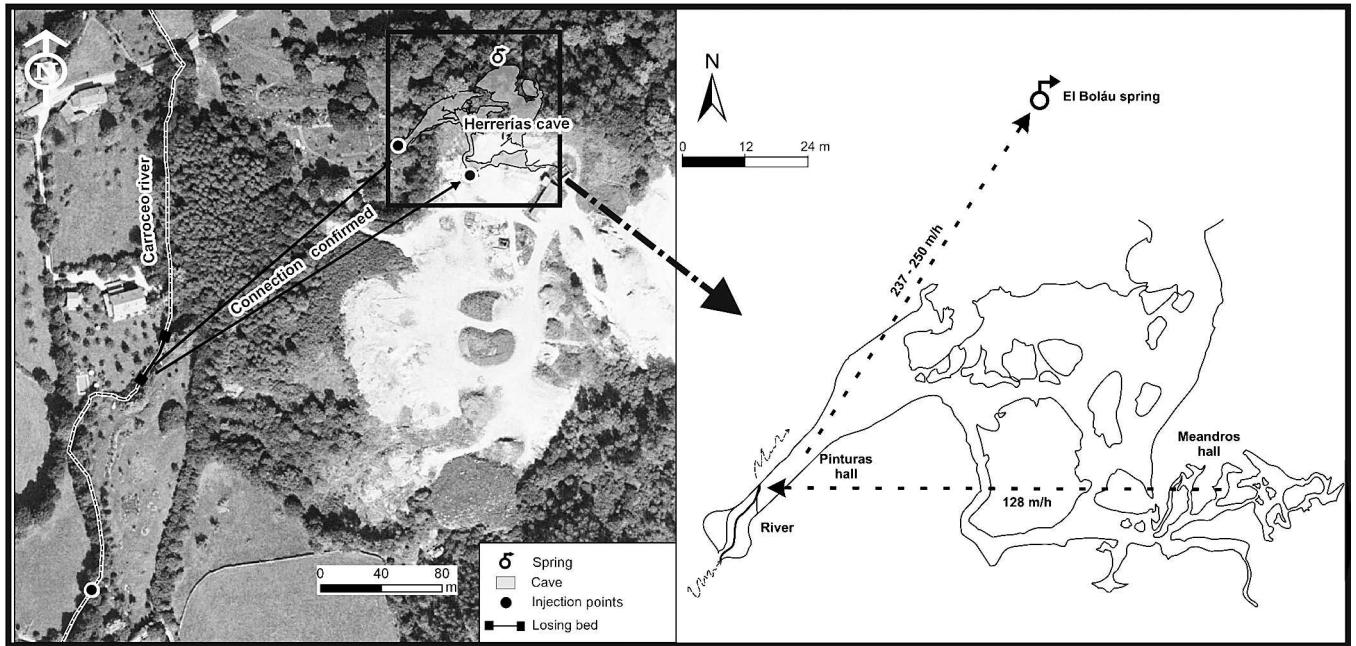 N
Carroceo river
Herrerías cave
Connection confirmed
0 40 80
m
Spring
Cave
Injection points
Losing bed
N
0 12 24 m
El Boláu spring
237 - 250 m/h
Pinturas
hall
Meandros
hall
128 m/h
River